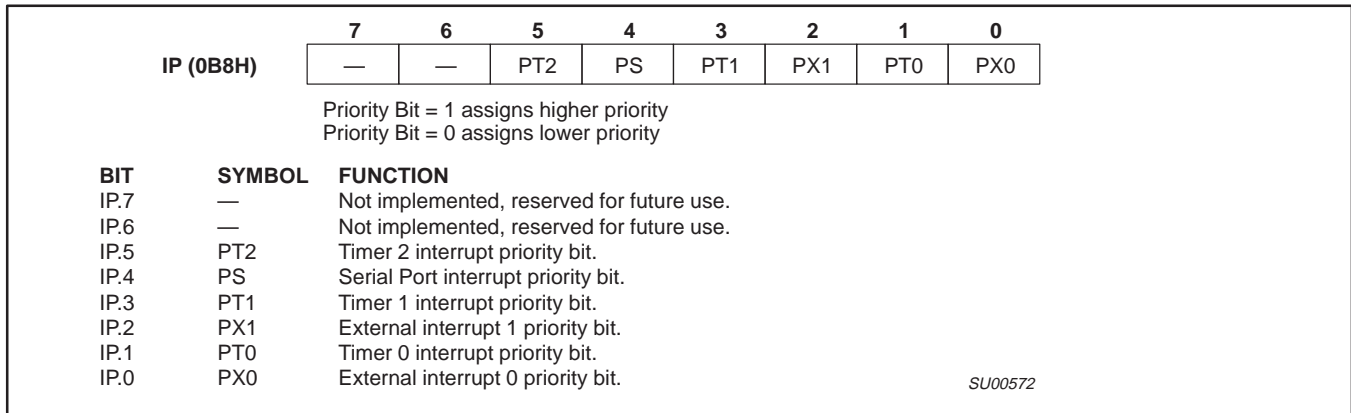 7 6 5 4 3 2 1 0
IP (0B8H) — — PT2 PS PT1 PX1 PT0 PX0
Priority Bit = 1 assigns higher priority
Priority Bit = 0 assigns lower priority
BIT SYMBOL FUNCTION
IP.7 — Not implemented, reserved for future use.
IP.6 — Not implemented, reserved for future use.
IP.5 PT2 Timer 2 interrupt priority bit.
IP.4 PS Serial Port interrupt priority bit.
IP.3 PT1 Timer 1 interrupt priority bit.
IP.2 PX1 External interrupt 1 priority bit.
IP.1 PT0 Timer 0 interrupt priority bit.
IP.0 PX0 External interrupt 0 priority bit.
SU00572